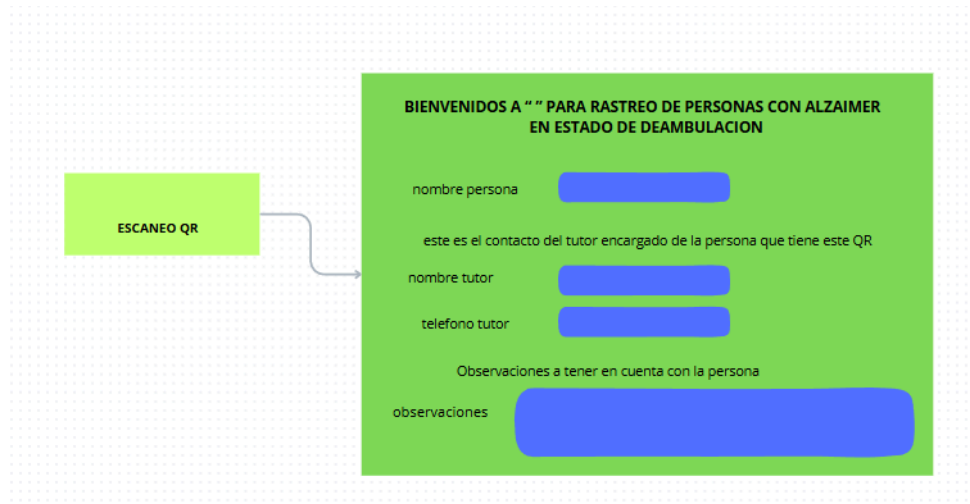 BIENVENIDOS A “ ” PARA RASTREO DE PERSONAS CON ALZAIMER
EN ESTADO DE DEAMBULACION
nombre persona
ESCANEO QR
este es el contacto del tutor encargado de la persona que tiene este QR
nombre tutor
telefono tutor
Observaciones a tener en cuenta con la persona
observaciones